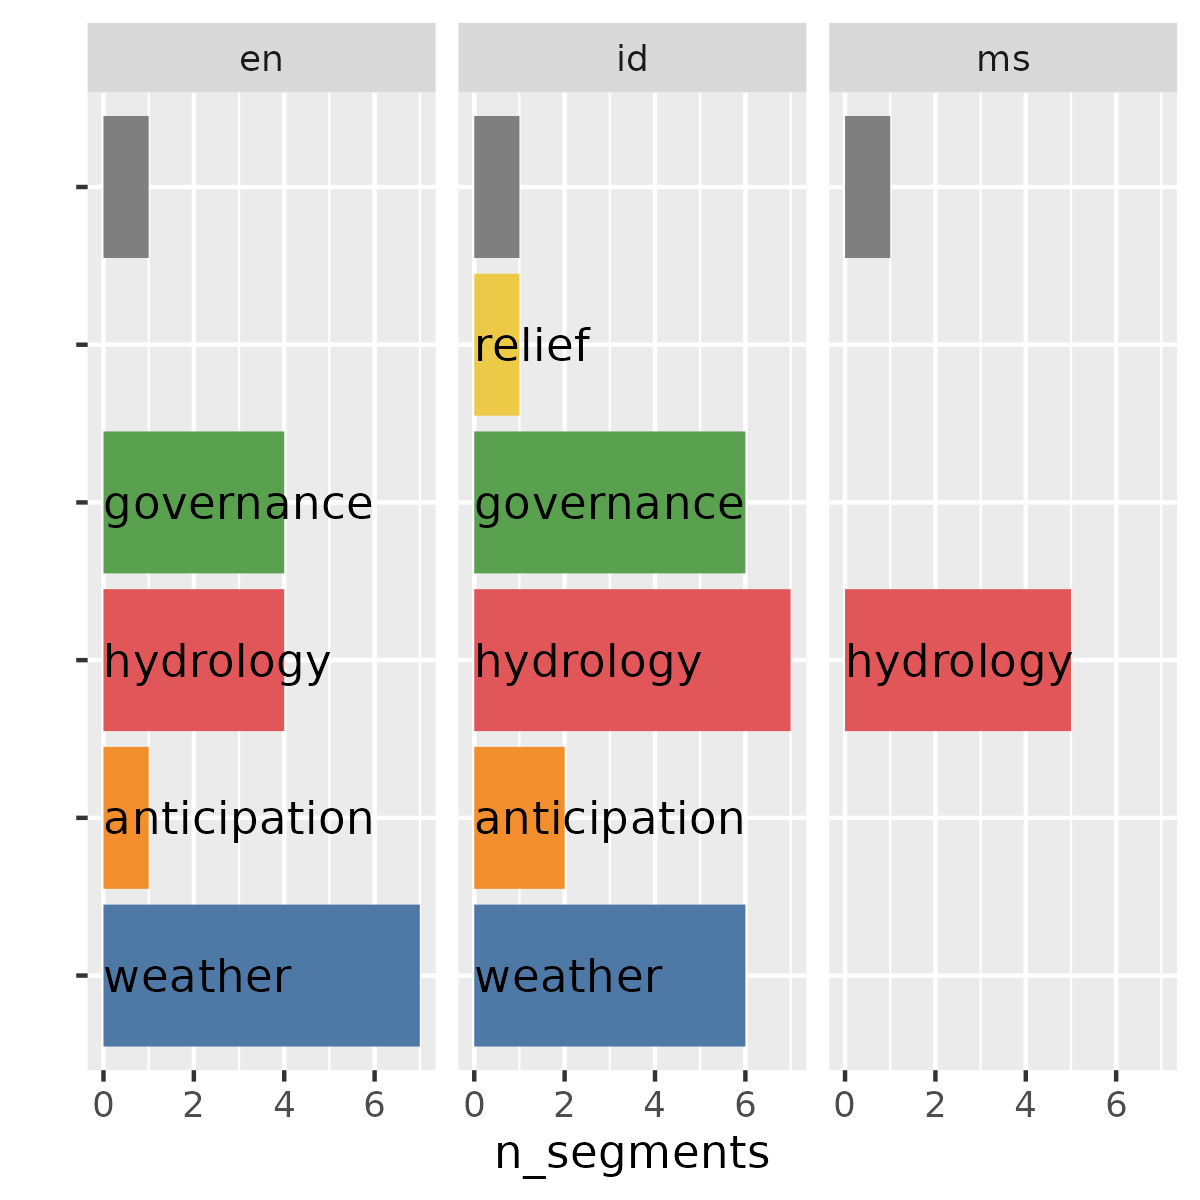 en id ms
relief
governance governance
hydrology hydrology hydrology
anticipation anticipation
weather weather
0 2 4 6 0 2 4 6 0 2 4 6
n_segments